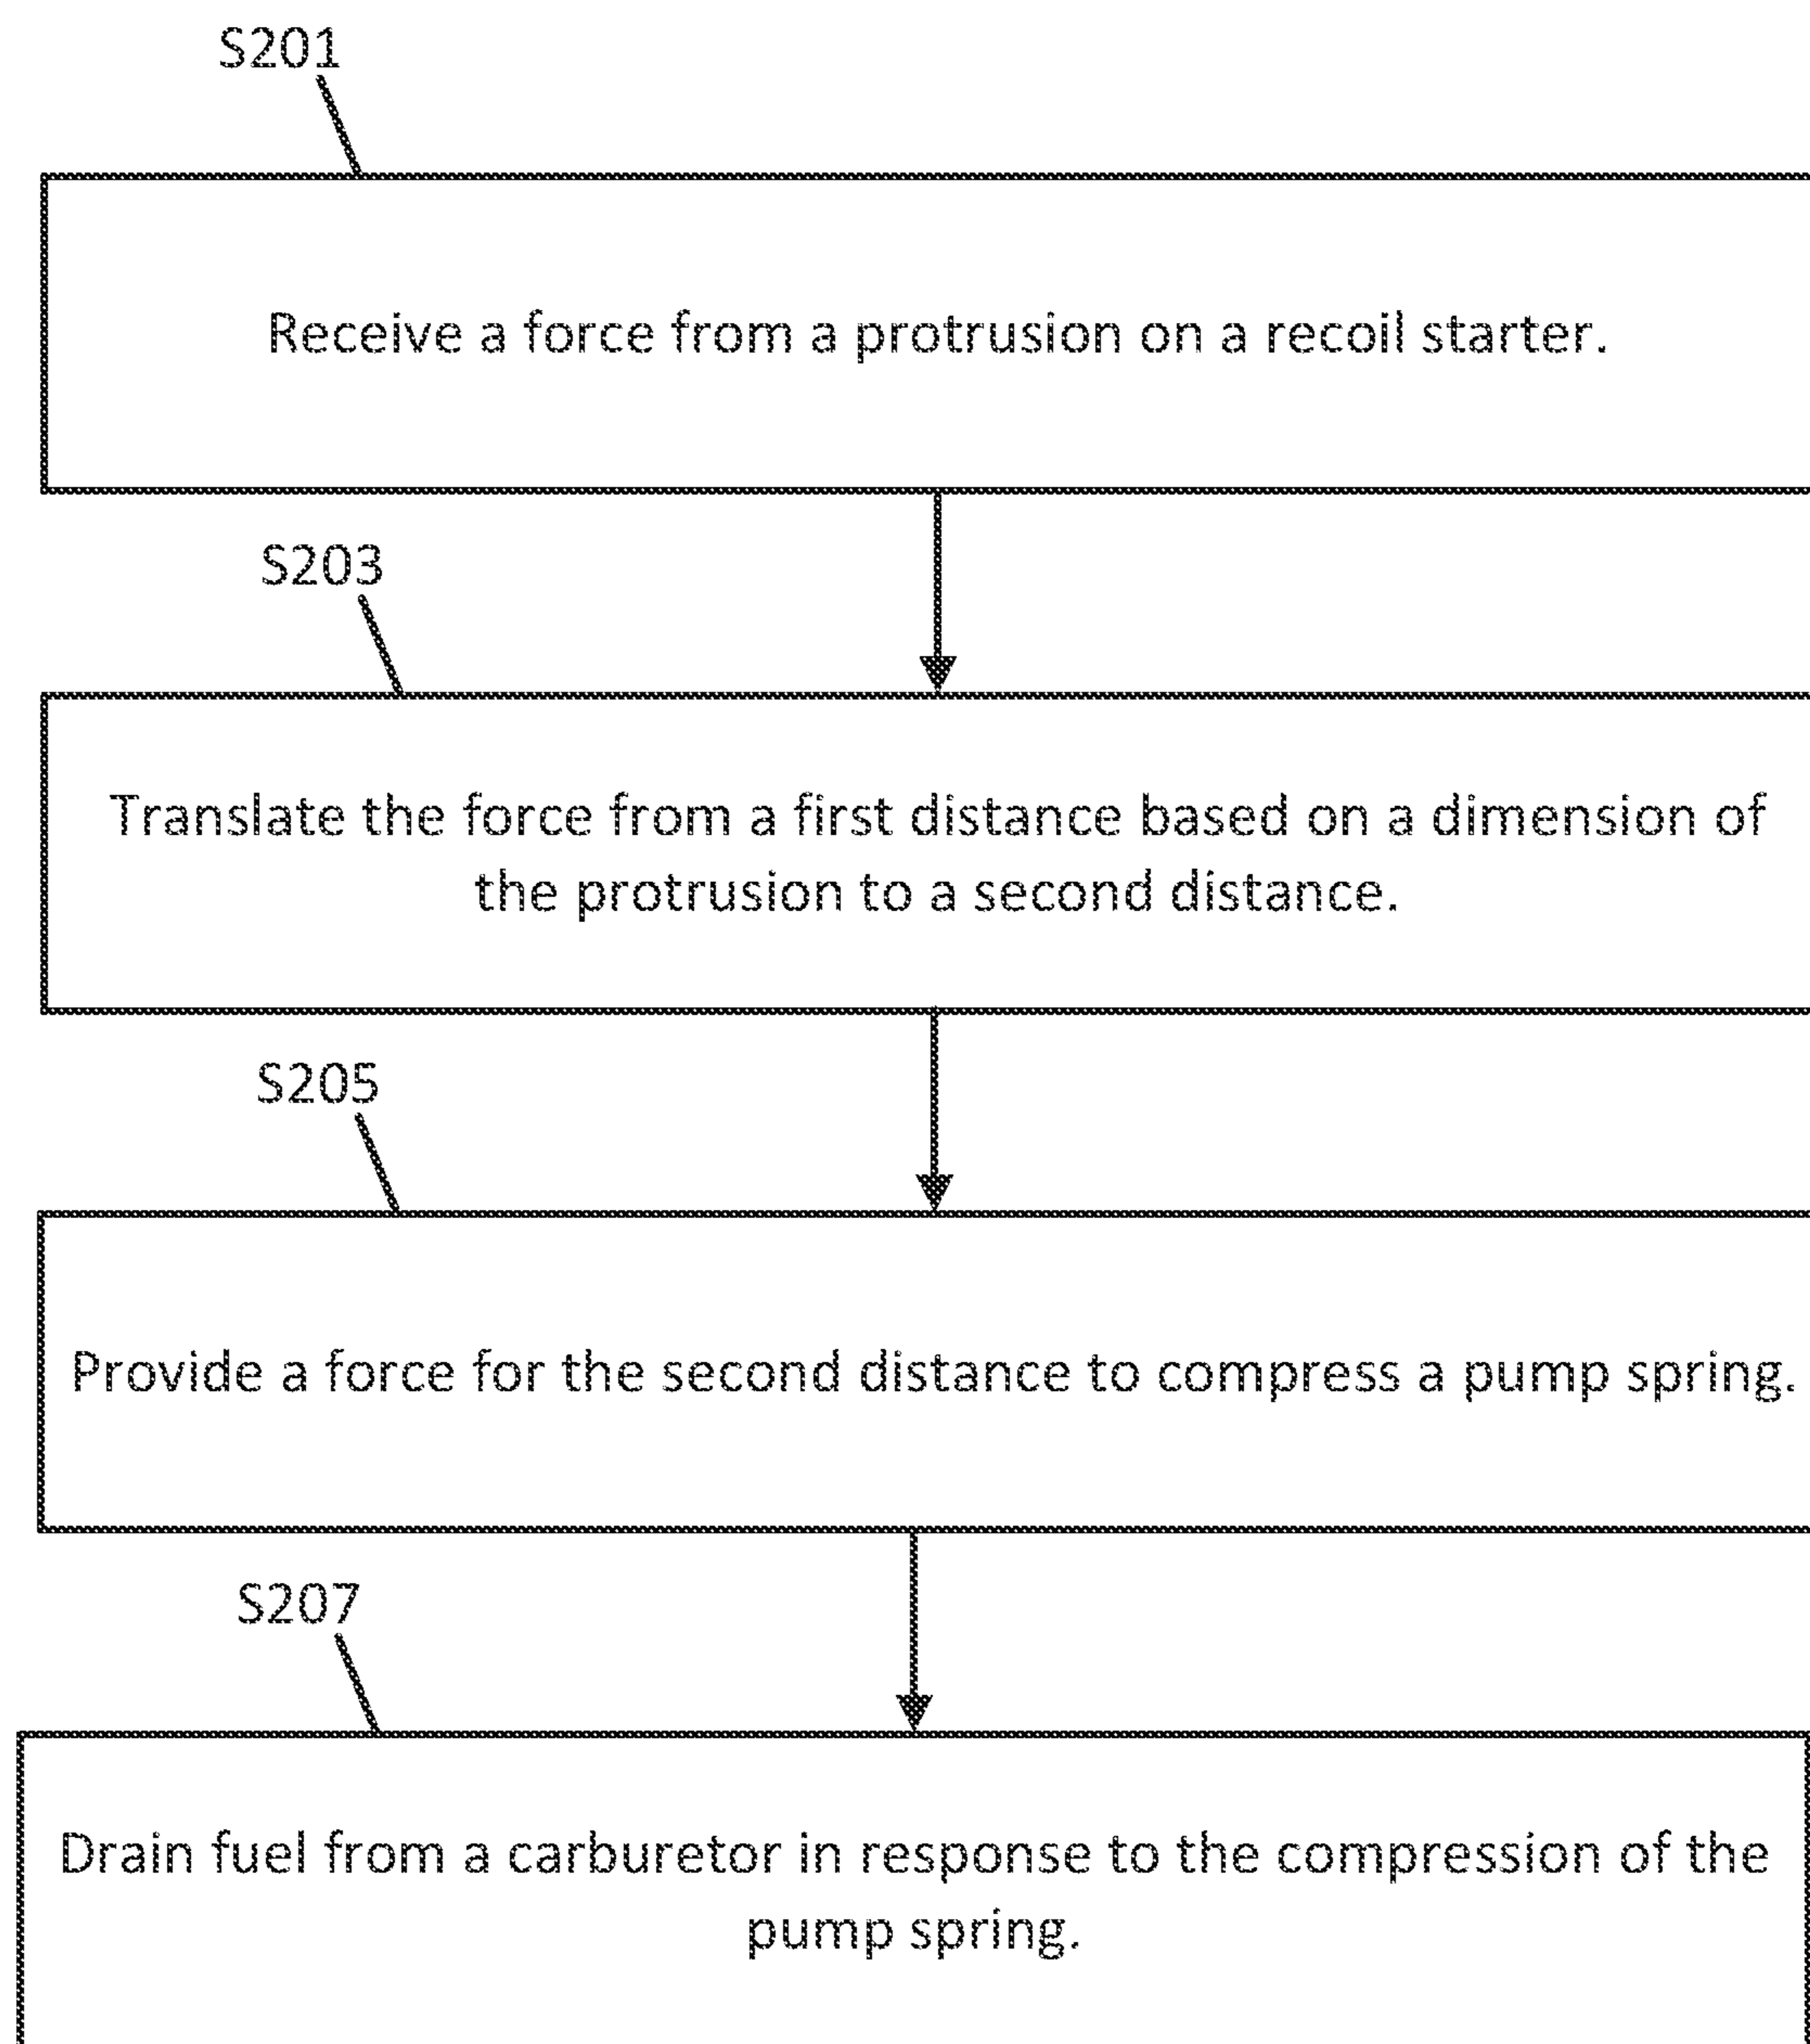 S201
Receive a force from a protrusion on a recoil starter.
S203
Translate the force from a first distance based on a dimension of
the protrusion to a second distance.
S205
Provide a force for the second distance to compress a pump spring.
S207
Drain fuel from a carburetor in response to the compression of the
pump spring.